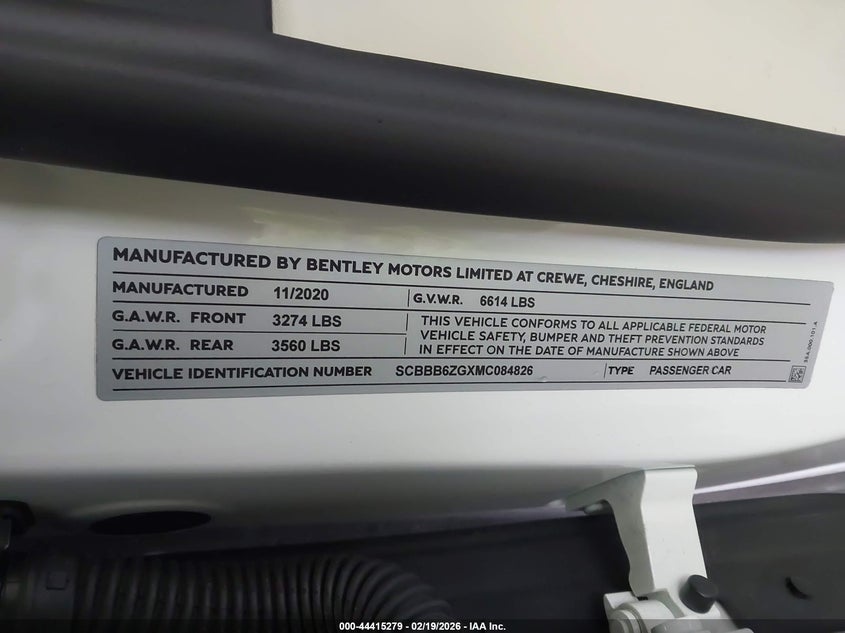 MANUFACTURED BY BENTLEY MOTORS LIMITED AT CREWE, CHESHIRE, ENGLAND
MANUFACTURED 11/2020 G.V.W.R. 6614 LBS
G.A.W.R. FRONT 3274 LBS
G.A.W.R. REAR 3560 LBS
THIS VEHICLE CONFORMS TO ALL APPLICABLE FEDERAL MOTOR
VEHICLE SAFETY, BUMPER AND THEFT PREVENTION STANDARDS
IN EFFECT ON THE DATE OF MANUFACTURE SHOWN ABOVE
VEHICLE IDENTIFICATION NUMBER SCBBB6ZGXMC084826 TYPE PASSENGER CAR
000-44415279 - 02/19/2026 - IAA Inc.